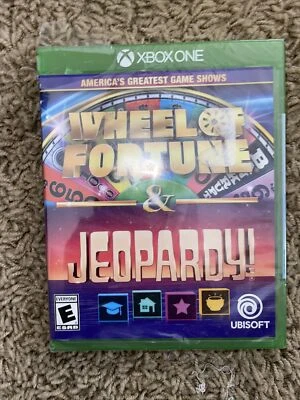 XBOX ONE
AMERICA'S GREATEST GAME SHOWS
WHEEL OF
FORTUNE
&
JEOPARDY!
EVERYONE
E
ESRB
UBISOFT